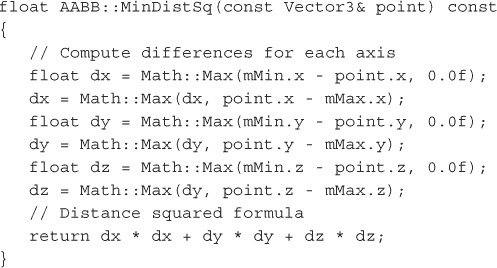 float AABB::MinDistSq(const Vector3& point) const
{
   // Compute differences for each axis
   float dx = Math::Max(mMin.x - point.x, 0.0f);
   dx = Math::Max(dx, point.x - mMax.x);
   float dy = Math::Max(mMin.y - point.y, 0.0f);
   dy = Math::Max(dy, point.y - mMax.y);
   float dz = Math::Max(mMin.z - point.z, 0.0f);
   dz = Math::Max(dy, point.z - mMax.z);
   // Distance squared formula
   return dx * dx + dy * dy + dz * dz;
}